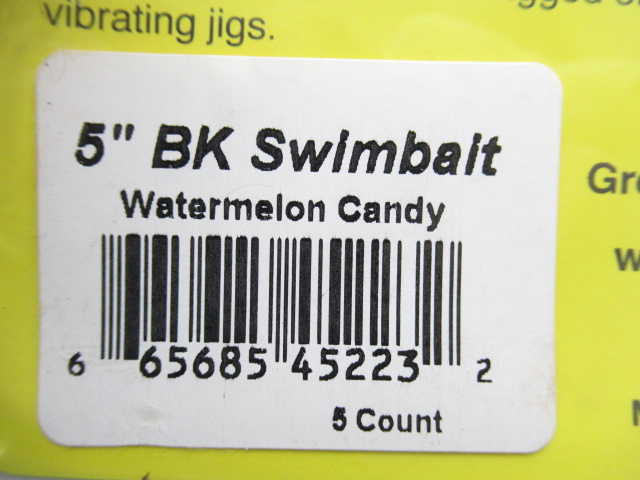 vibrating jigs.
5" BK Swimbait
Watermelon Candy
6 65685 45223 2
5 Count